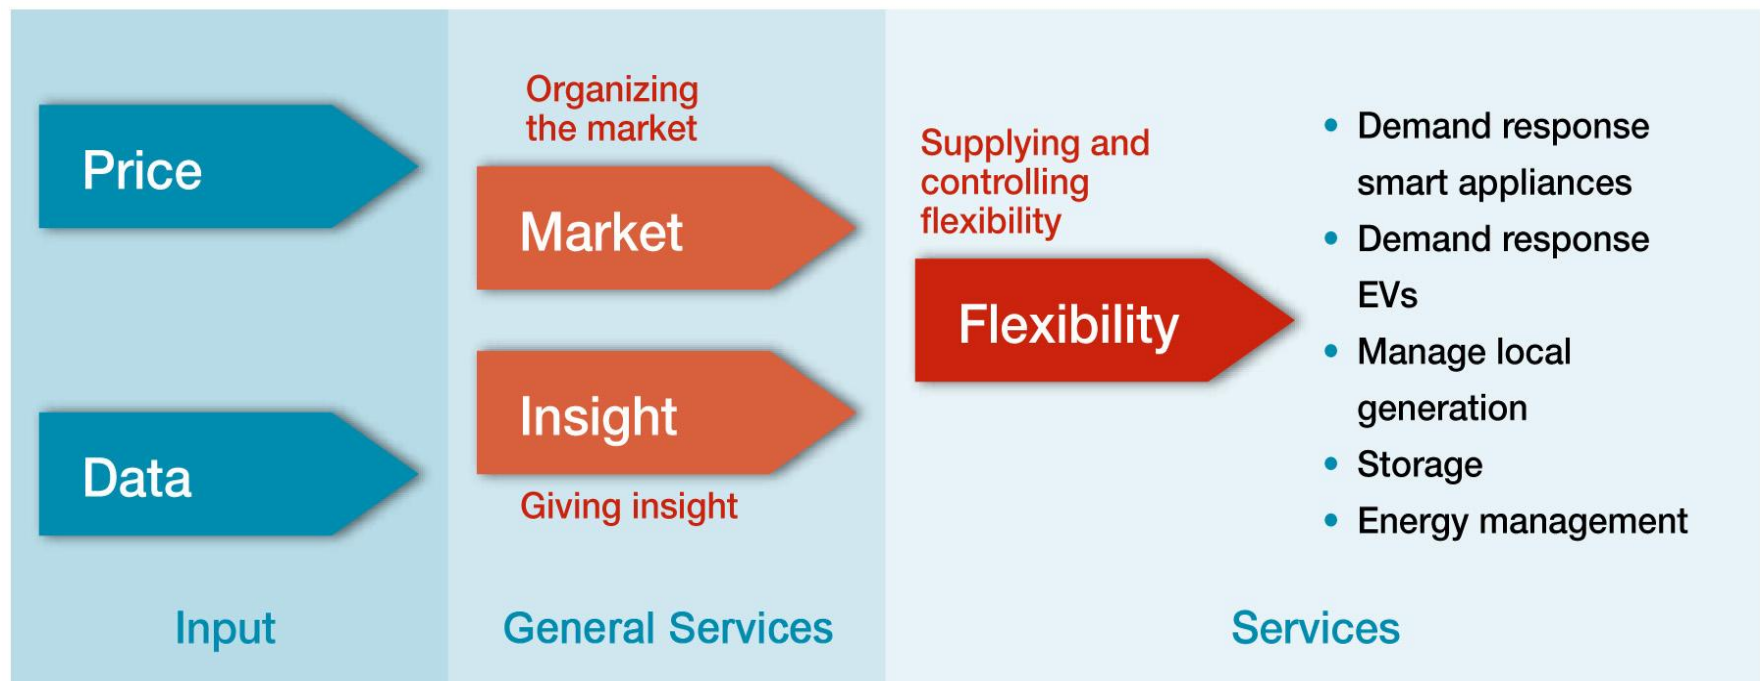 Price
Data
Input
Organizing
the market
Market
Insight
Giving insight
General Services
Supplying and
controlling
flexibility
Flexibility
• Demand response
smart appliances
• Demand response
EVs
• Manage local
generation
• Storage
• Energy management
Services